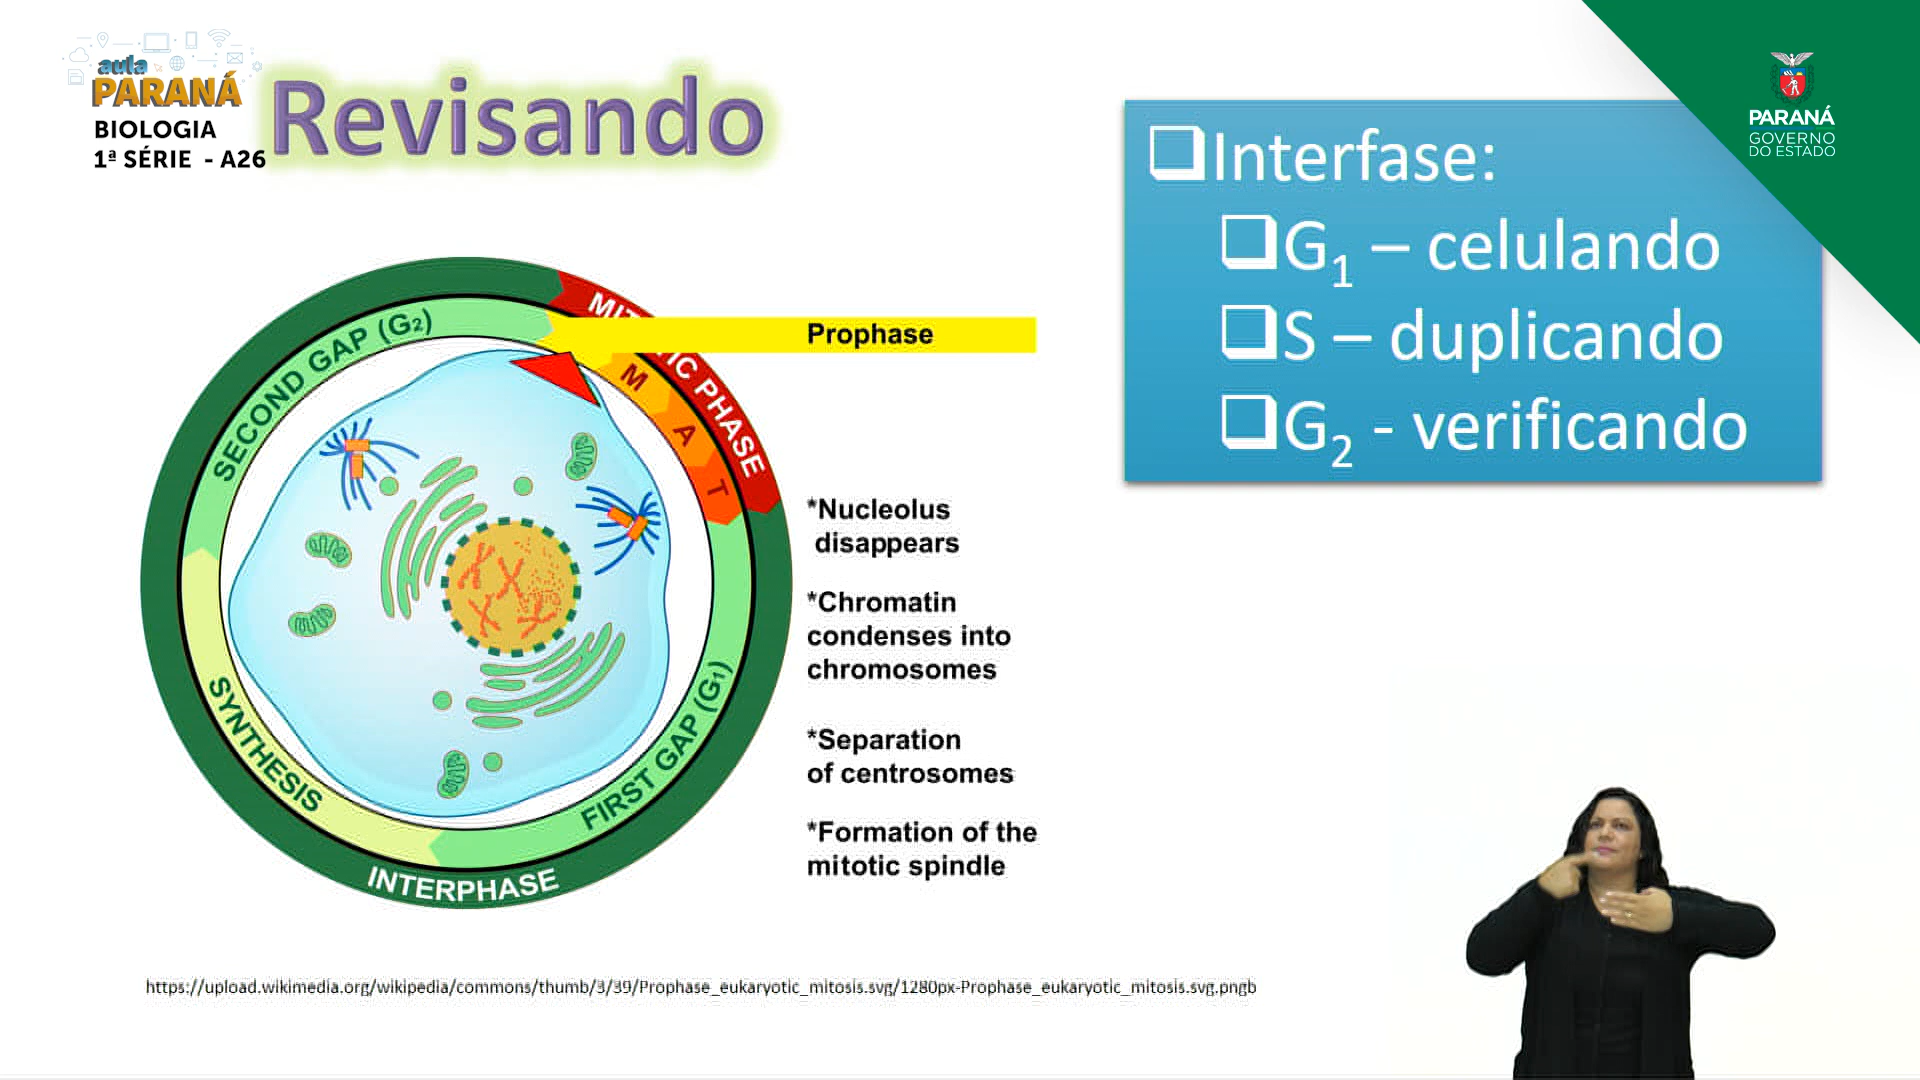 aula
PARANÁ
BIOLOGIA
1ª SÉRIE - A26
Revisando
PARANÁ
GOVERNO
DO ESTADO
❑Interfase:
❑G₁ – celulando
❑S – duplicando
❑G₂ - verificando
SECOND GAP (G₂)
Prophase
M
A
T
SYNTHESIS
FIRST GAP (G₁)
INTERPHASE
*Nucleolus
disappears
*Chromatin
condenses into
chromosomes
*Separation
of centrosomes
*Formation of the
mitotic spindle
https://upload.wikimedia.org/wikipedia/commons/thumb/3/39/Prophase_eukaryotic_mitosis.svg/1280px-Prophase_eukaryotic_mitosis.svg.pngb